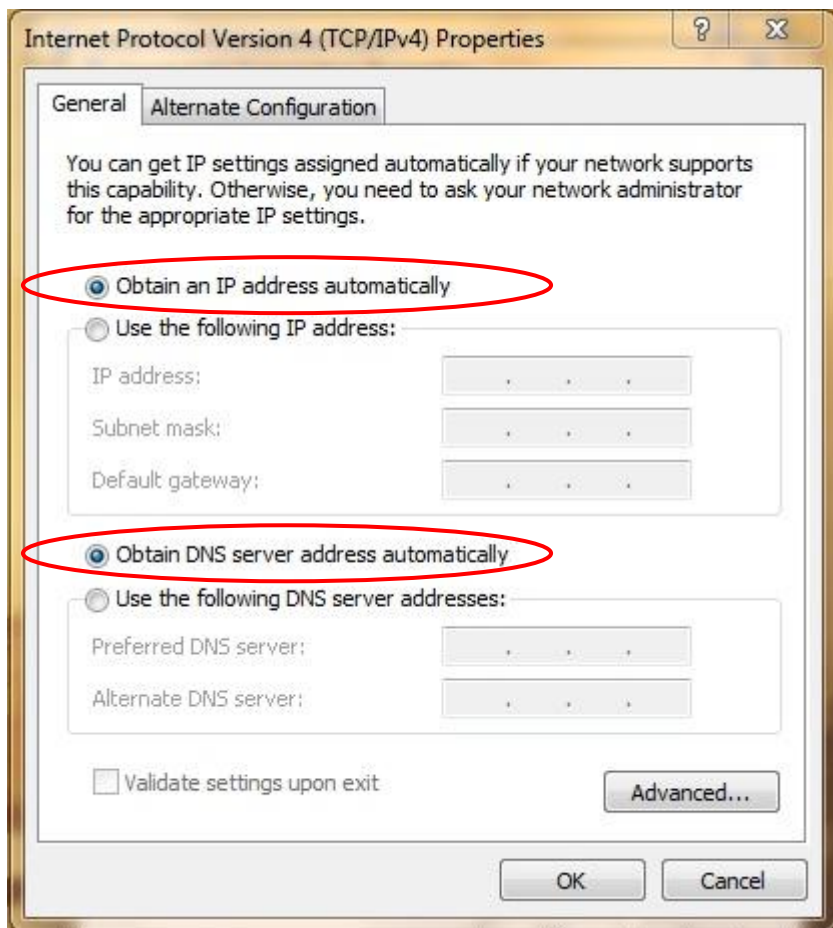 Internet Protocol Version 4 (TCP/IPv4) Properties
General
Alternate Configuration
You can get IP settings assigned automatically if your network supports
this capability. Otherwise, you need to ask your network administrator
for the appropriate IP settings.
Obtain an IP address automatically
Use the following IP address:
IP address:
Subnet mask:
Default gateway:
Obtain DNS server address automatically
Use the following DNS server addresses:
Preferred DNS server:
Alternate DNS server:
Validate settings upon exit
Advanced...
OK
Cancel